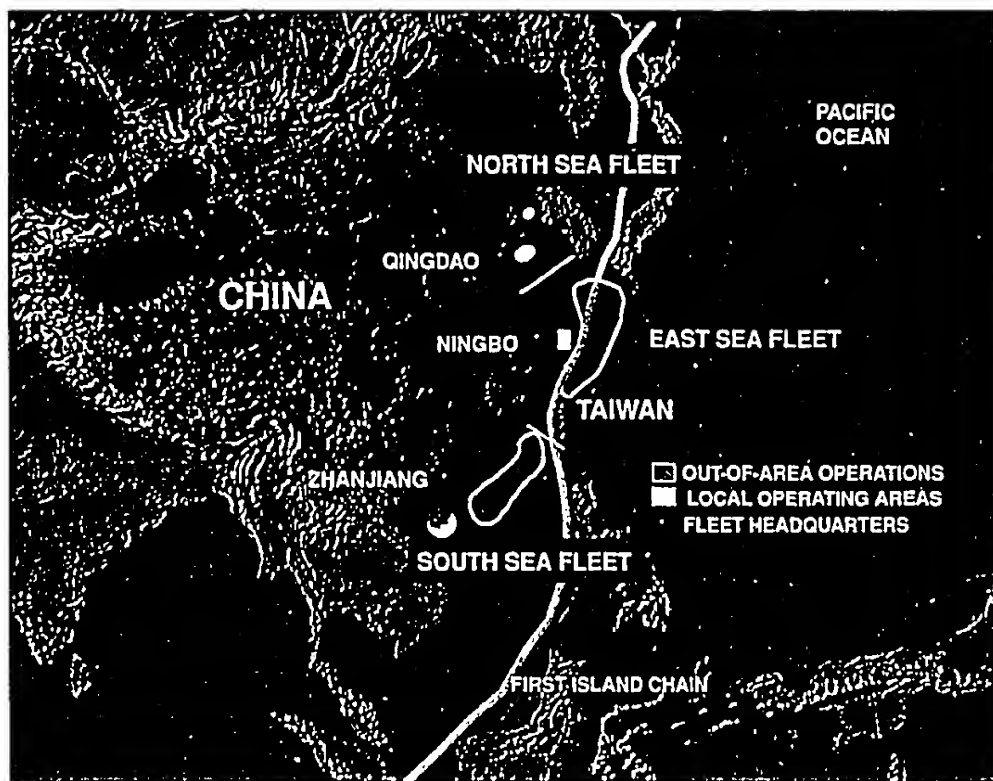 PACIFIC
OCEAN
NORTH SEA FLEET
QINGDAO
CHINA
NINGBO
EAST SEA FLEET
TAIWAN
ZHANJIANG
OUT-OF-AREA OPERATIONS
LOCAL OPERATING AREAS
FLEET HEADQUARTERS
SOUTH SEA FLEET
FIRST ISLAND CHAIN